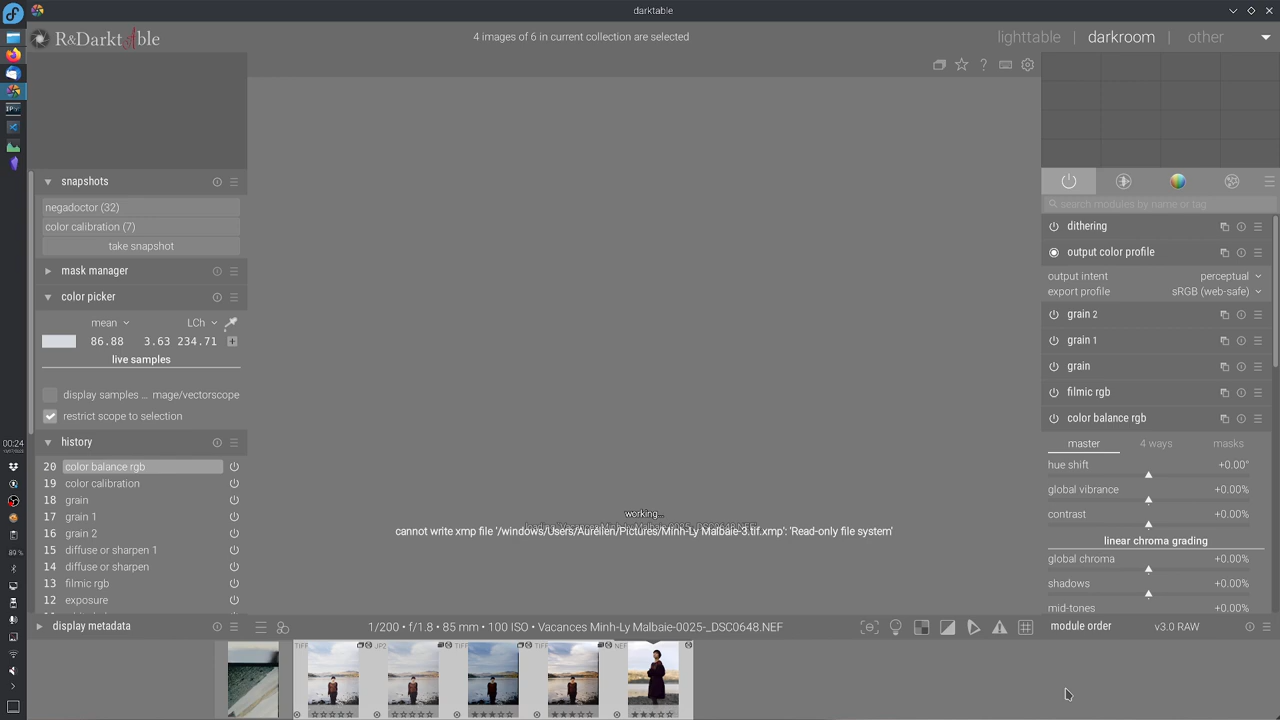 darktable
R&Darktable
4 images of 6 in current collection are selected
lighttable | darkroom | other
snapshots
negadoctor (32)
color calibration (7)
take snapshot
mask manager
color picker
mean LCh
86.88 3.63 234.71
live samples
display samples ... mage/vectorscope
restrict scope to selection
history
20 color balance rgb
19 color calibration
18 grain
17 grain 1
16 grain 2
15 diffuse or sharpen 1
14 diffuse or sharpen
13 filmic rgb
12 exposure
display metadata
00:24
89 %
working...
cannot write xmp file '/windows/Users/Aurélien/Pictures/Minh-Ly Malbaie-3.tif.xmp': 'Read-only file system'
1/200 • f/1.8 • 85 mm • 100 ISO • Vacances Minh-Ly Malbaie-0025-_DSC0648.NEF
TIFF JP2 TIFF TIFF NEF
search modules by name or tag
dithering
output color profile
output intent perceptual
export profile sRGB (web-safe)
grain 2
grain 1
grain
filmic rgb
color balance rgb
master 4 ways masks
hue shift +0.00°
global vibrance +0.00%
contrast +0.00%
linear chroma grading
global chroma +0.00%
shadows +0.00%
mid-tones +0.00%
module order v3.0 RAW